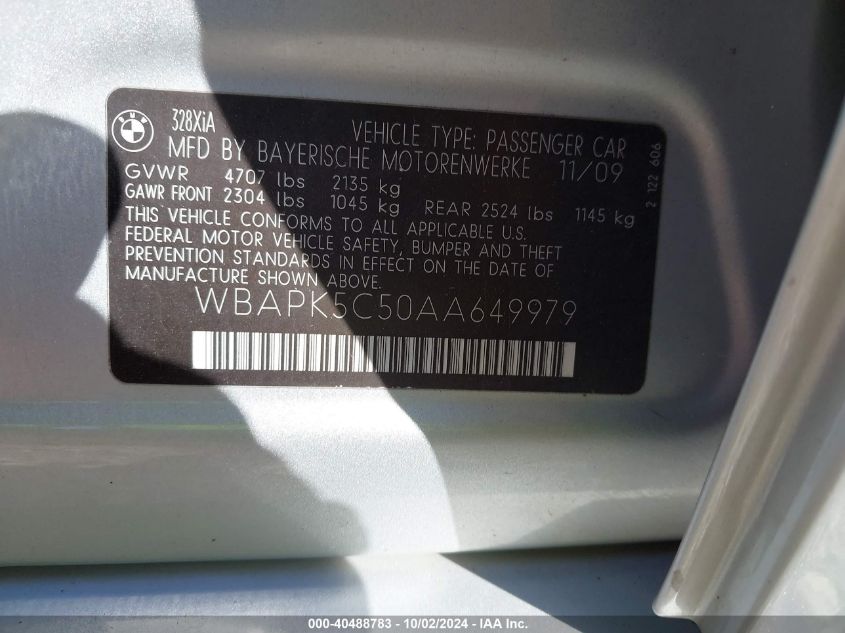 BMW
328XiA
VEHICLE TYPE: PASSENGER CAR
MFD BY BAYERISCHE MOTORENWERKE 11/09
GVWR 4707 lbs 2135 kg
GAWR FRONT 2304 lbs 1045 kg REAR 2524 lbs 1145 kg
THIS VEHICLE CONFORMS TO ALL APPLICABLE U.S.
FEDERAL MOTOR VEHICLE SAFETY, BUMPER AND THEFT
PREVENTION STANDARDS IN EFFECT ON THE DATE OF
MANUFACTURE SHOWN ABOVE.
WBAPK5C50AA649979
2 122 606
000-40488783 - 10/02/2024 - IAA Inc.